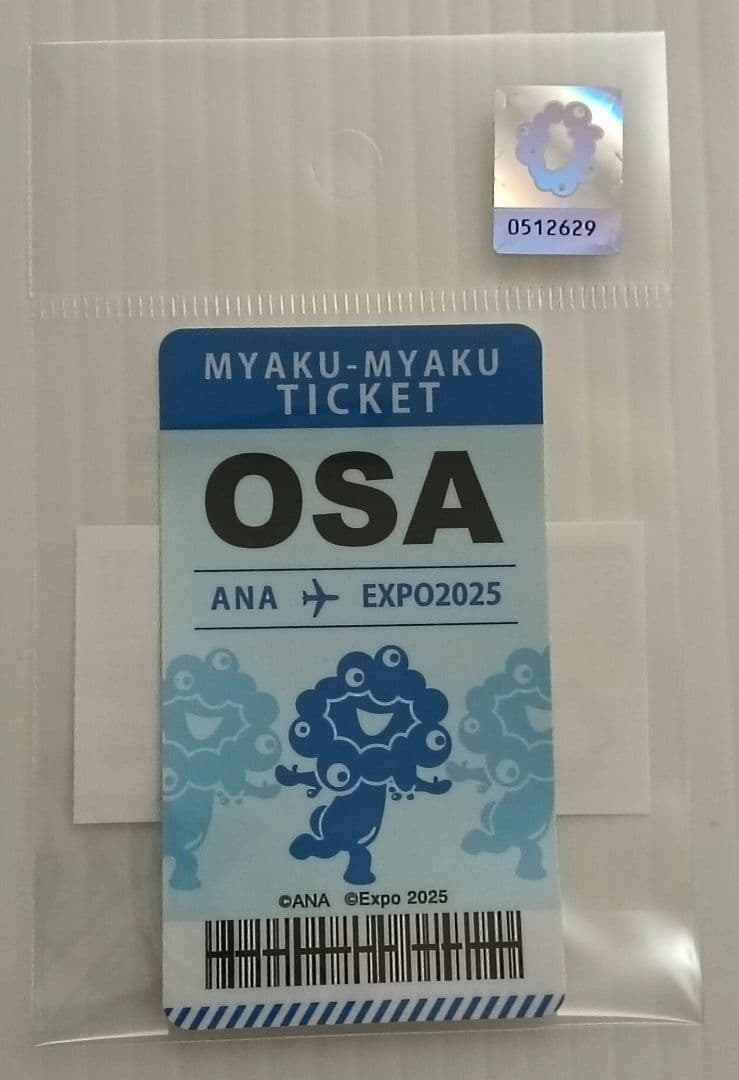 0512629
MYAKU-MYAKU
TICKET
OSA
ANA EXPO2025
©ANA ©Expo 2025